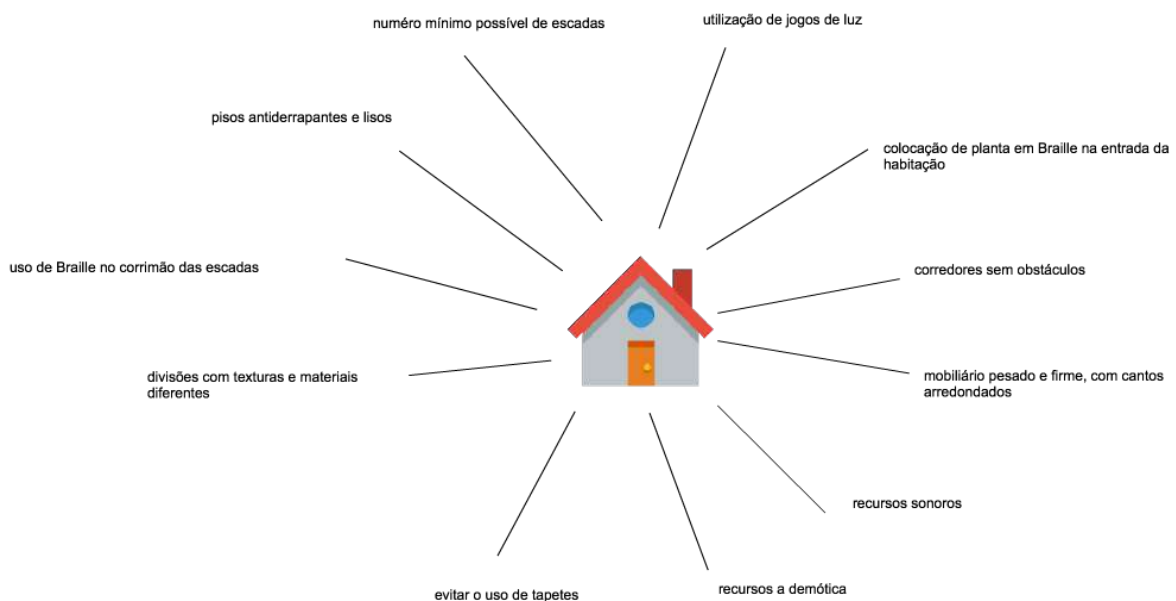 numéro mínimo possível de escadas
utilização de jogos de luz
pisos antiderrapantes e lisos
colocação de planta em Braille na entrada da
habitação
uso de Braille no corrimão das escadas
corredores sem obstáculos
divisões com texturas e materiais
diferentes
mobiliário pesado e firme, com cantos
arredondados
recursos sonoros
evitar o uso de tapetes
recursos a demótica